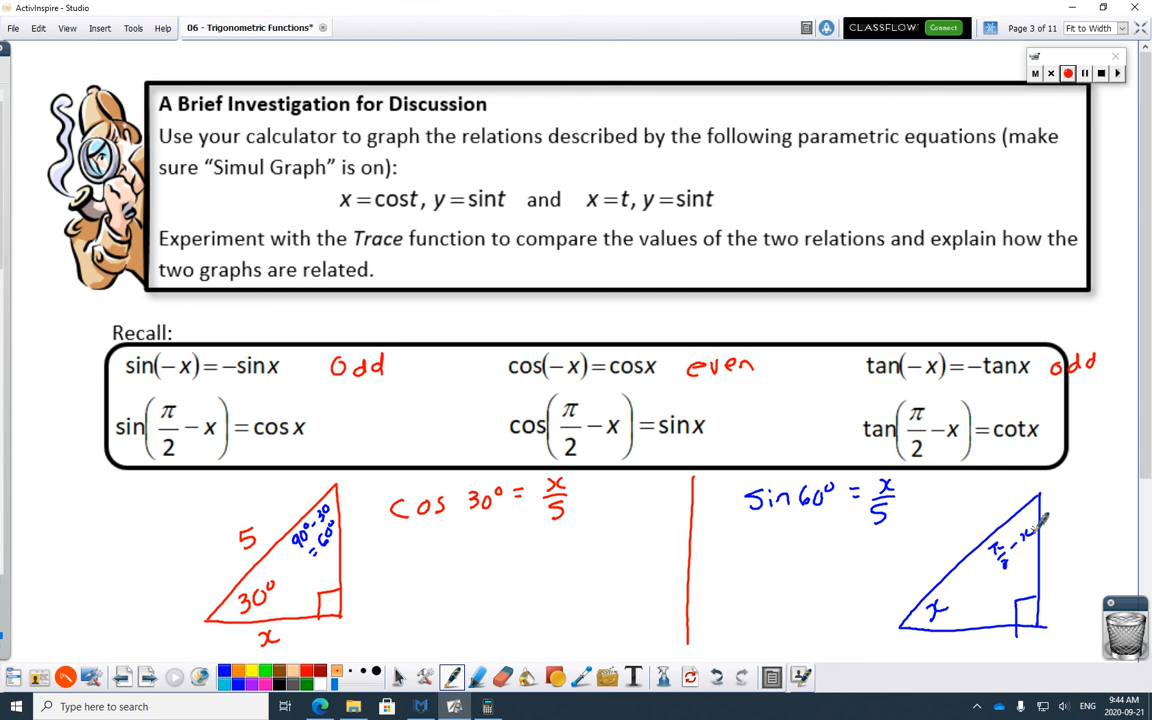 ActivInspire - Studio
File Edit View Insert Tools Help
06 - Trigonometric Functions*
CLASSFLOW Connect
Page 3 of 11
Fit to Width
M
A Brief Investigation for Discussion
Use your calculator to graph the relations described by the following parametric equations (make
sure “Simul Graph” is on):
x = cost, y = sint and x = t, y = sint
Experiment with the Trace function to compare the values of the two relations and explain how the
two graphs are related.
Recall:
sin(−x)=−sinx odd cos(−x)=cosx even tan(−x)=−tanx odd
sin(π/2 − x)=cosx cos(π/2 − x)=sinx tan(π/2 − x)=cotx
cos 30° = x/5
sin 60° = x/5
5
90°-30
= 60°
30°
x
π/2 - x
x
Type here to search
ENG
9:44 AM
2020-09-21